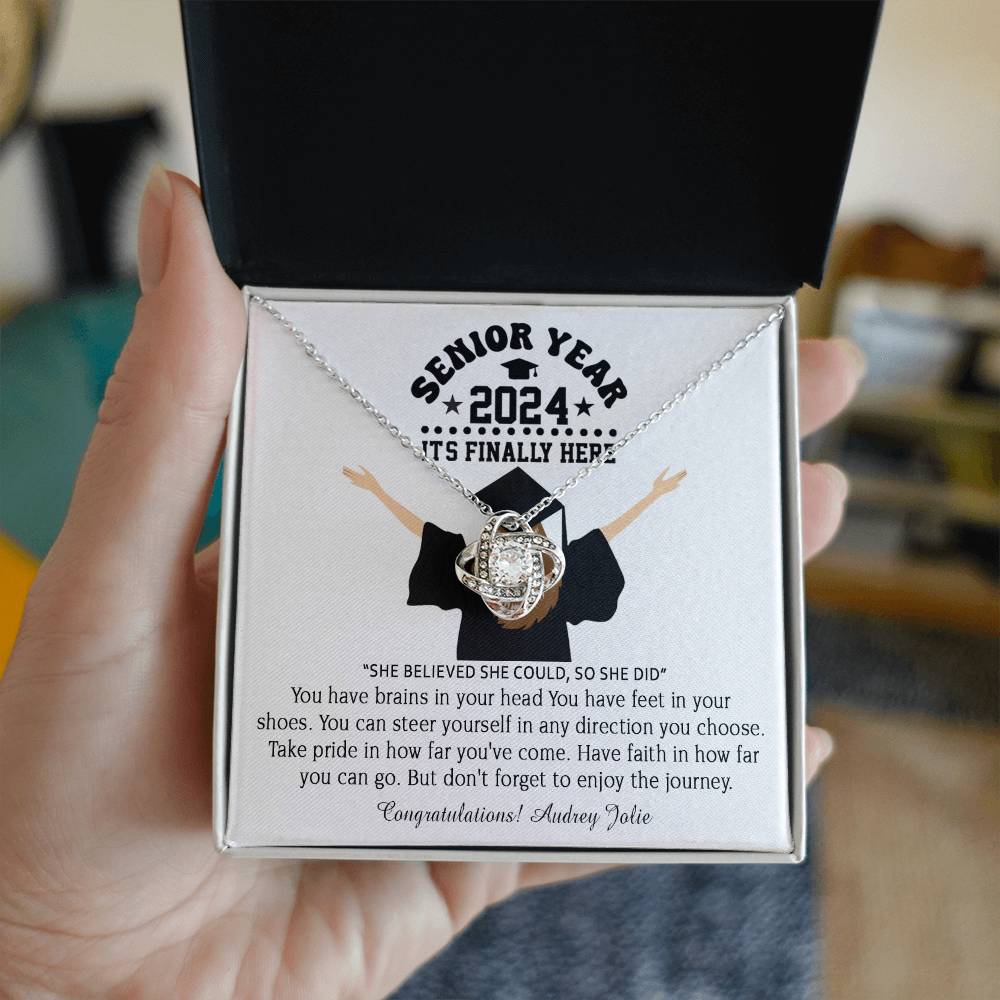 SENIOR YEAR
2024
ITS FINALLY HERE
“SHE BELIEVED SHE COULD, SO SHE DID”
You have brains in your head You have feet in your
shoes. You can steer yourself in any direction you choose.
Take pride in how far you've come. Have faith in how far
you can go. But don't forget to enjoy the journey.
Congratulations! Audrey Jolie